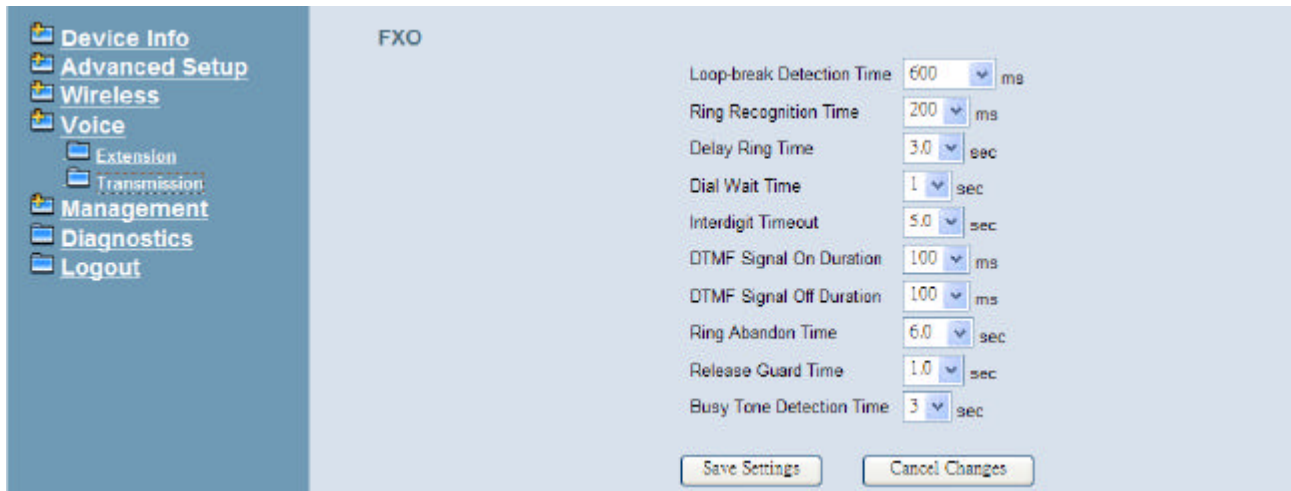 Device Info
Advanced Setup
Wireless
Voice
Extension
Transmission
Management
Diagnostics
Logout
FXO
Loop-break Detection Time 600 ms
Ring Recognition Time 200 ms
Delay Ring Time 3.0 sec
Dial Wait Time 1 sec
Interdigit Timeout 5.0 sec
DTMF Signal On Duration 100 ms
DTMF Signal Off Duration 100 ms
Ring Abandon Time 6.0 sec
Release Guard Time 1.0 sec
Busy Tone Detection Time 3 sec
Save Settings Cancel Changes